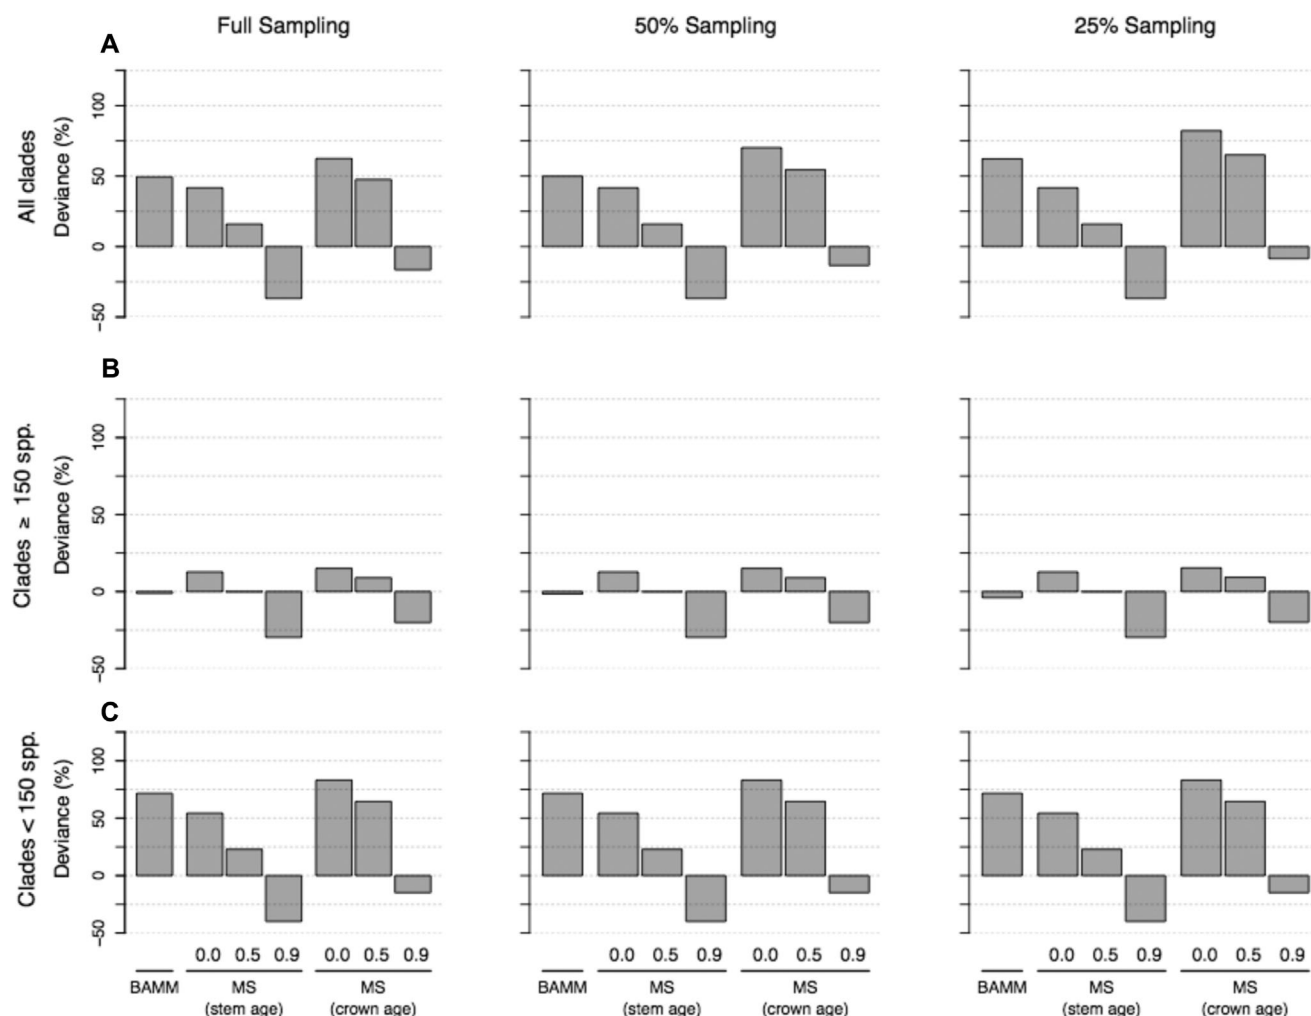 Full Sampling 50% Sampling 25% Sampling
A
All clades
Deviance (%)
100
50
0
−50
B
Clades ≥ 150 spp.
Deviance (%)
100
50
0
−50
C
Clades < 150 spp.
Deviance (%)
100
50
0
−50
0.0 0.5 0.9 0.0 0.5 0.9 0.0 0.5 0.9 0.0 0.5 0.9 0.0 0.5 0.9 0.0 0.5 0.9
BAMM MS MS BAMM MS MS BAMM MS MS
(stem age) (crown age) (stem age) (crown age) (stem age) (crown age)